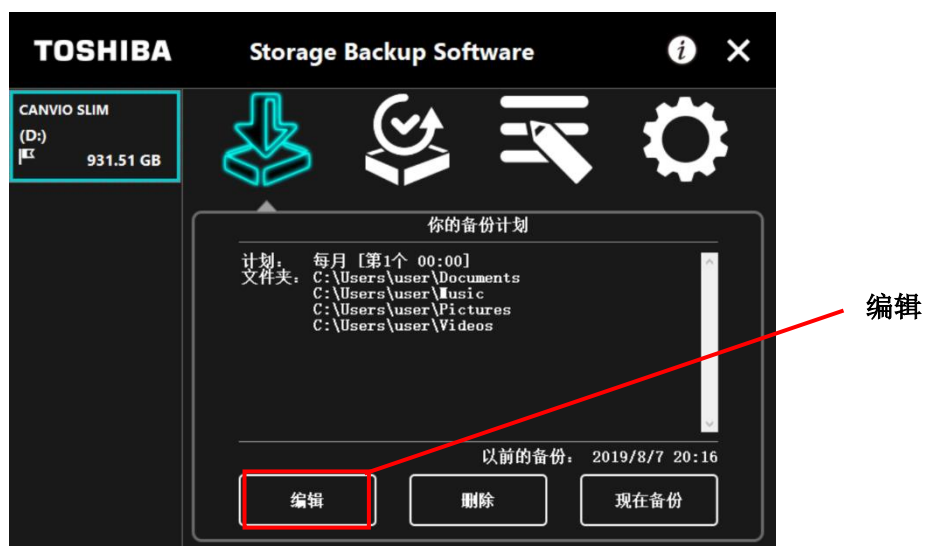 TOSHIBA Storage Backup Software i ×
CANVIO SLIM
(D:)
931.51 GB
你的备份计划
计划: 每月 [第1个 00:00]
文件夹: C:\Users\user\Documents
C:\Users\user\Music
C:\Users\user\Pictures
C:\Users\user\Videos
以前的备份: 2019/8/7 20:16
编辑 删除 现在备份
编辑